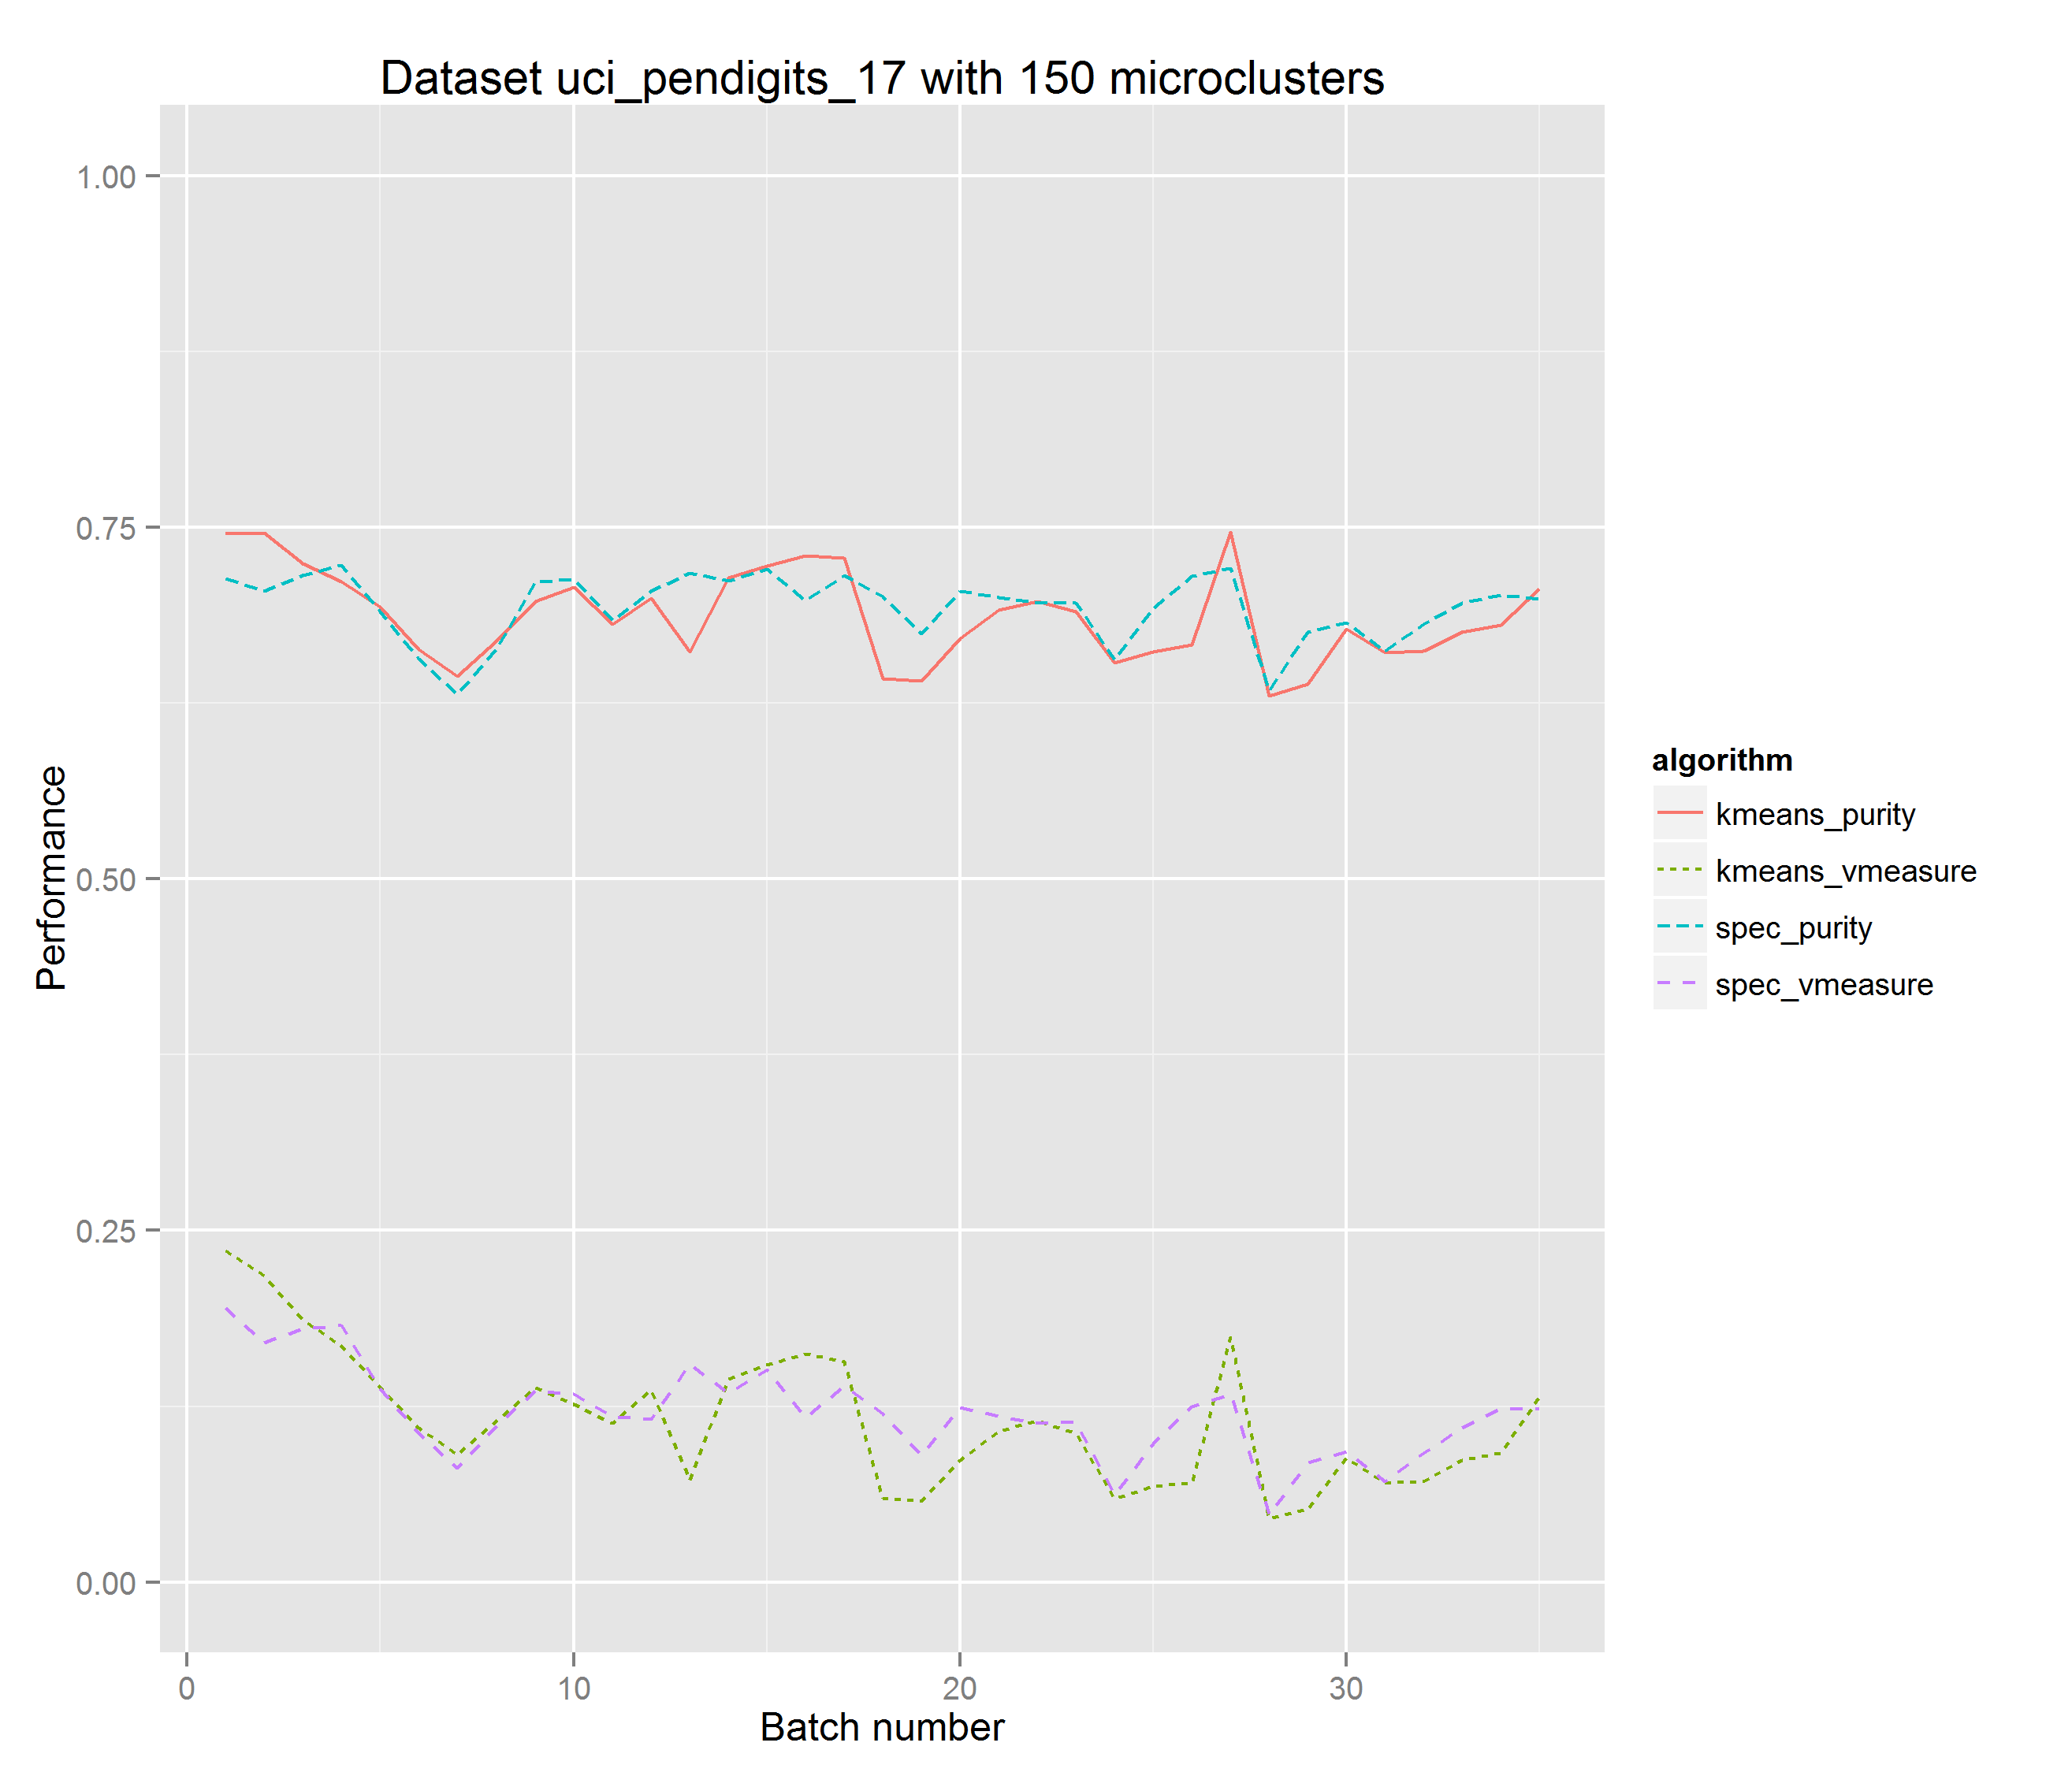 Dataset uci_pendigits_17 with 150 microclusters
1.00
0.75
0.50
0.25
0.00
Performance
0 10 20 30
Batch number
algorithm
kmeans_purity
kmeans_vmeasure
spec_purity
spec_vmeasure